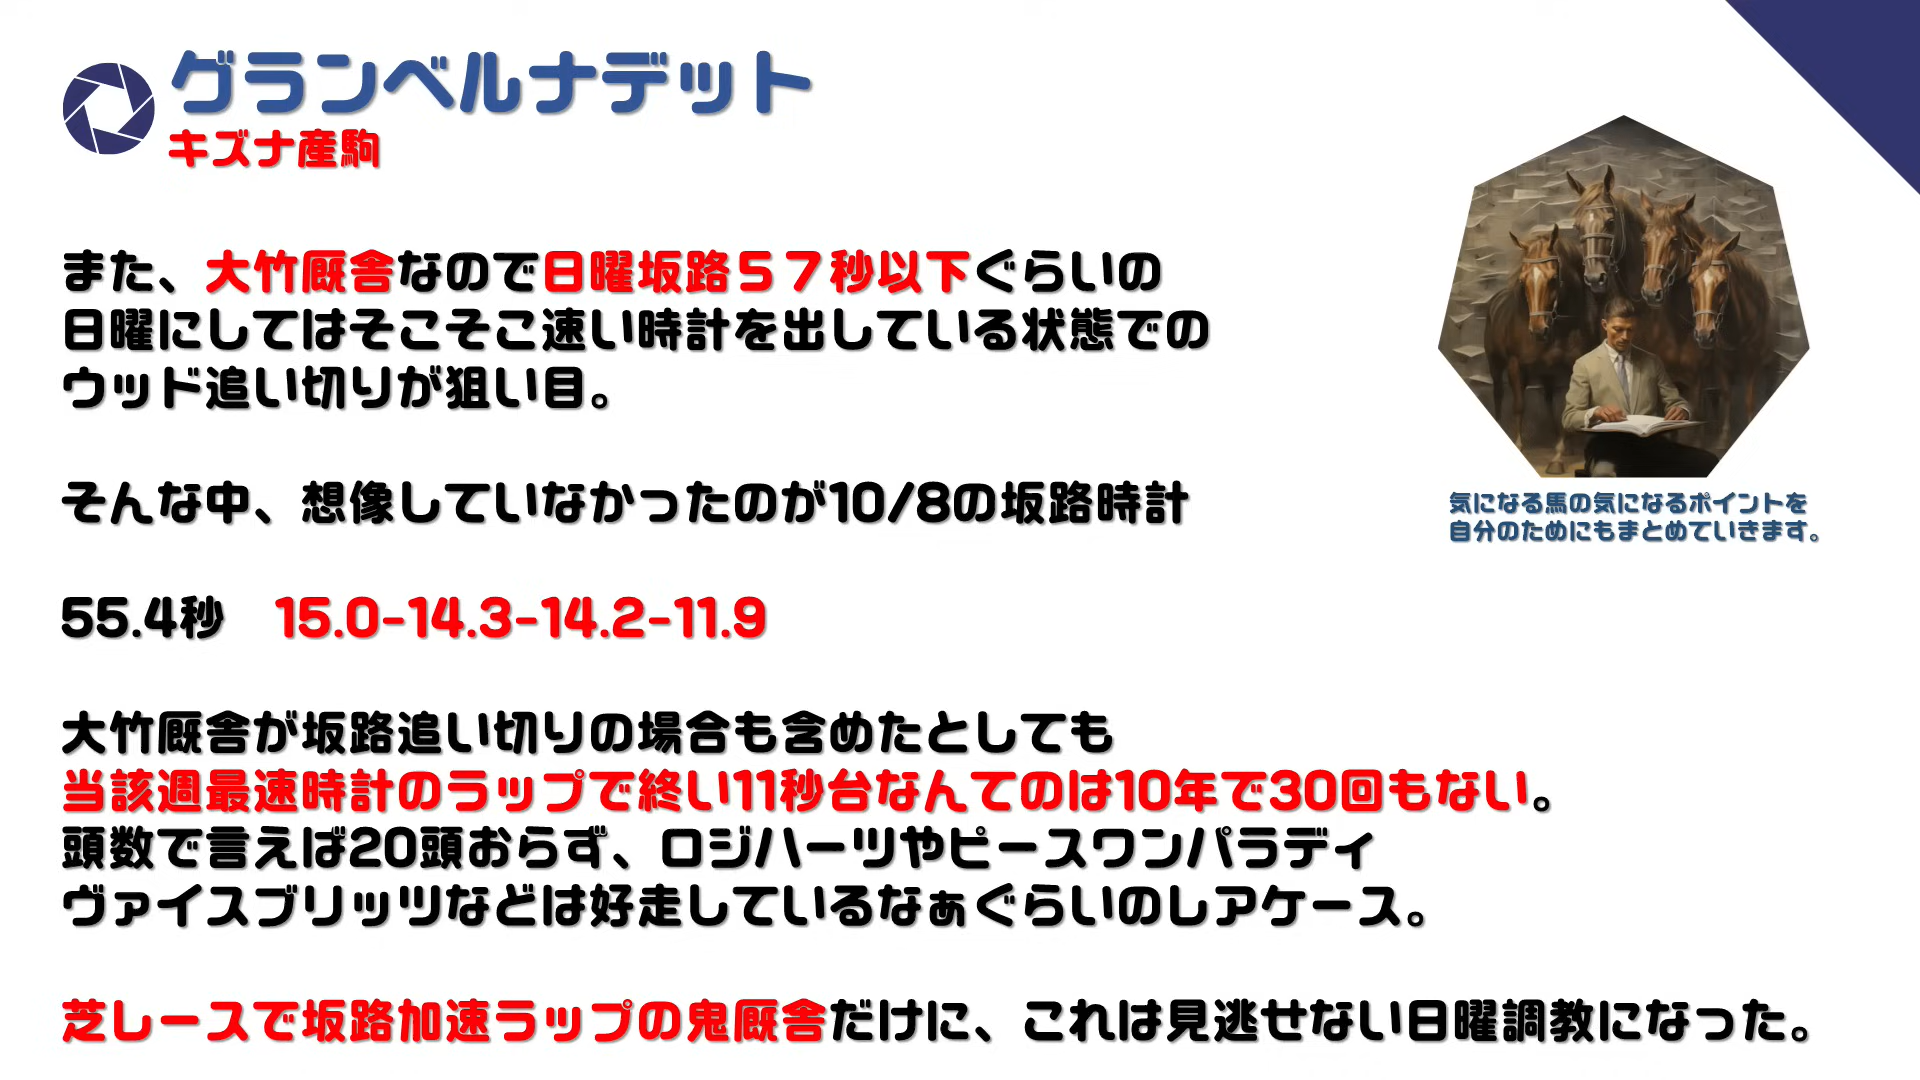 グランベルナデット
キズナ産駒
また、大竹厩舎なので日曜坂路５７秒以下ぐらいの
日曜にしてはそこそこ速い時計を出している状態での
ウッド追い切りが狙い目。
そんな中、想像していなかったのが10/8の坂路時計
55.4秒　15.0-14.3-14.2-11.9
大竹厩舎が坂路追い切りの場合も含めたとしても
当該週最速時計のラップで終い11秒台なんてのは10年で30回もない。
頭数で言えば20頭おらず、ロジハーツやピースワンパラディ
ヴァイスブリッツなどは好走しているなぁぐらいのレアケース。
芝レースで坂路加速ラップの鬼厩舎だけに、これは見逃せない日曜調教になった。
気になる馬の気になるポイントを
自分のためにもまとめていきます。